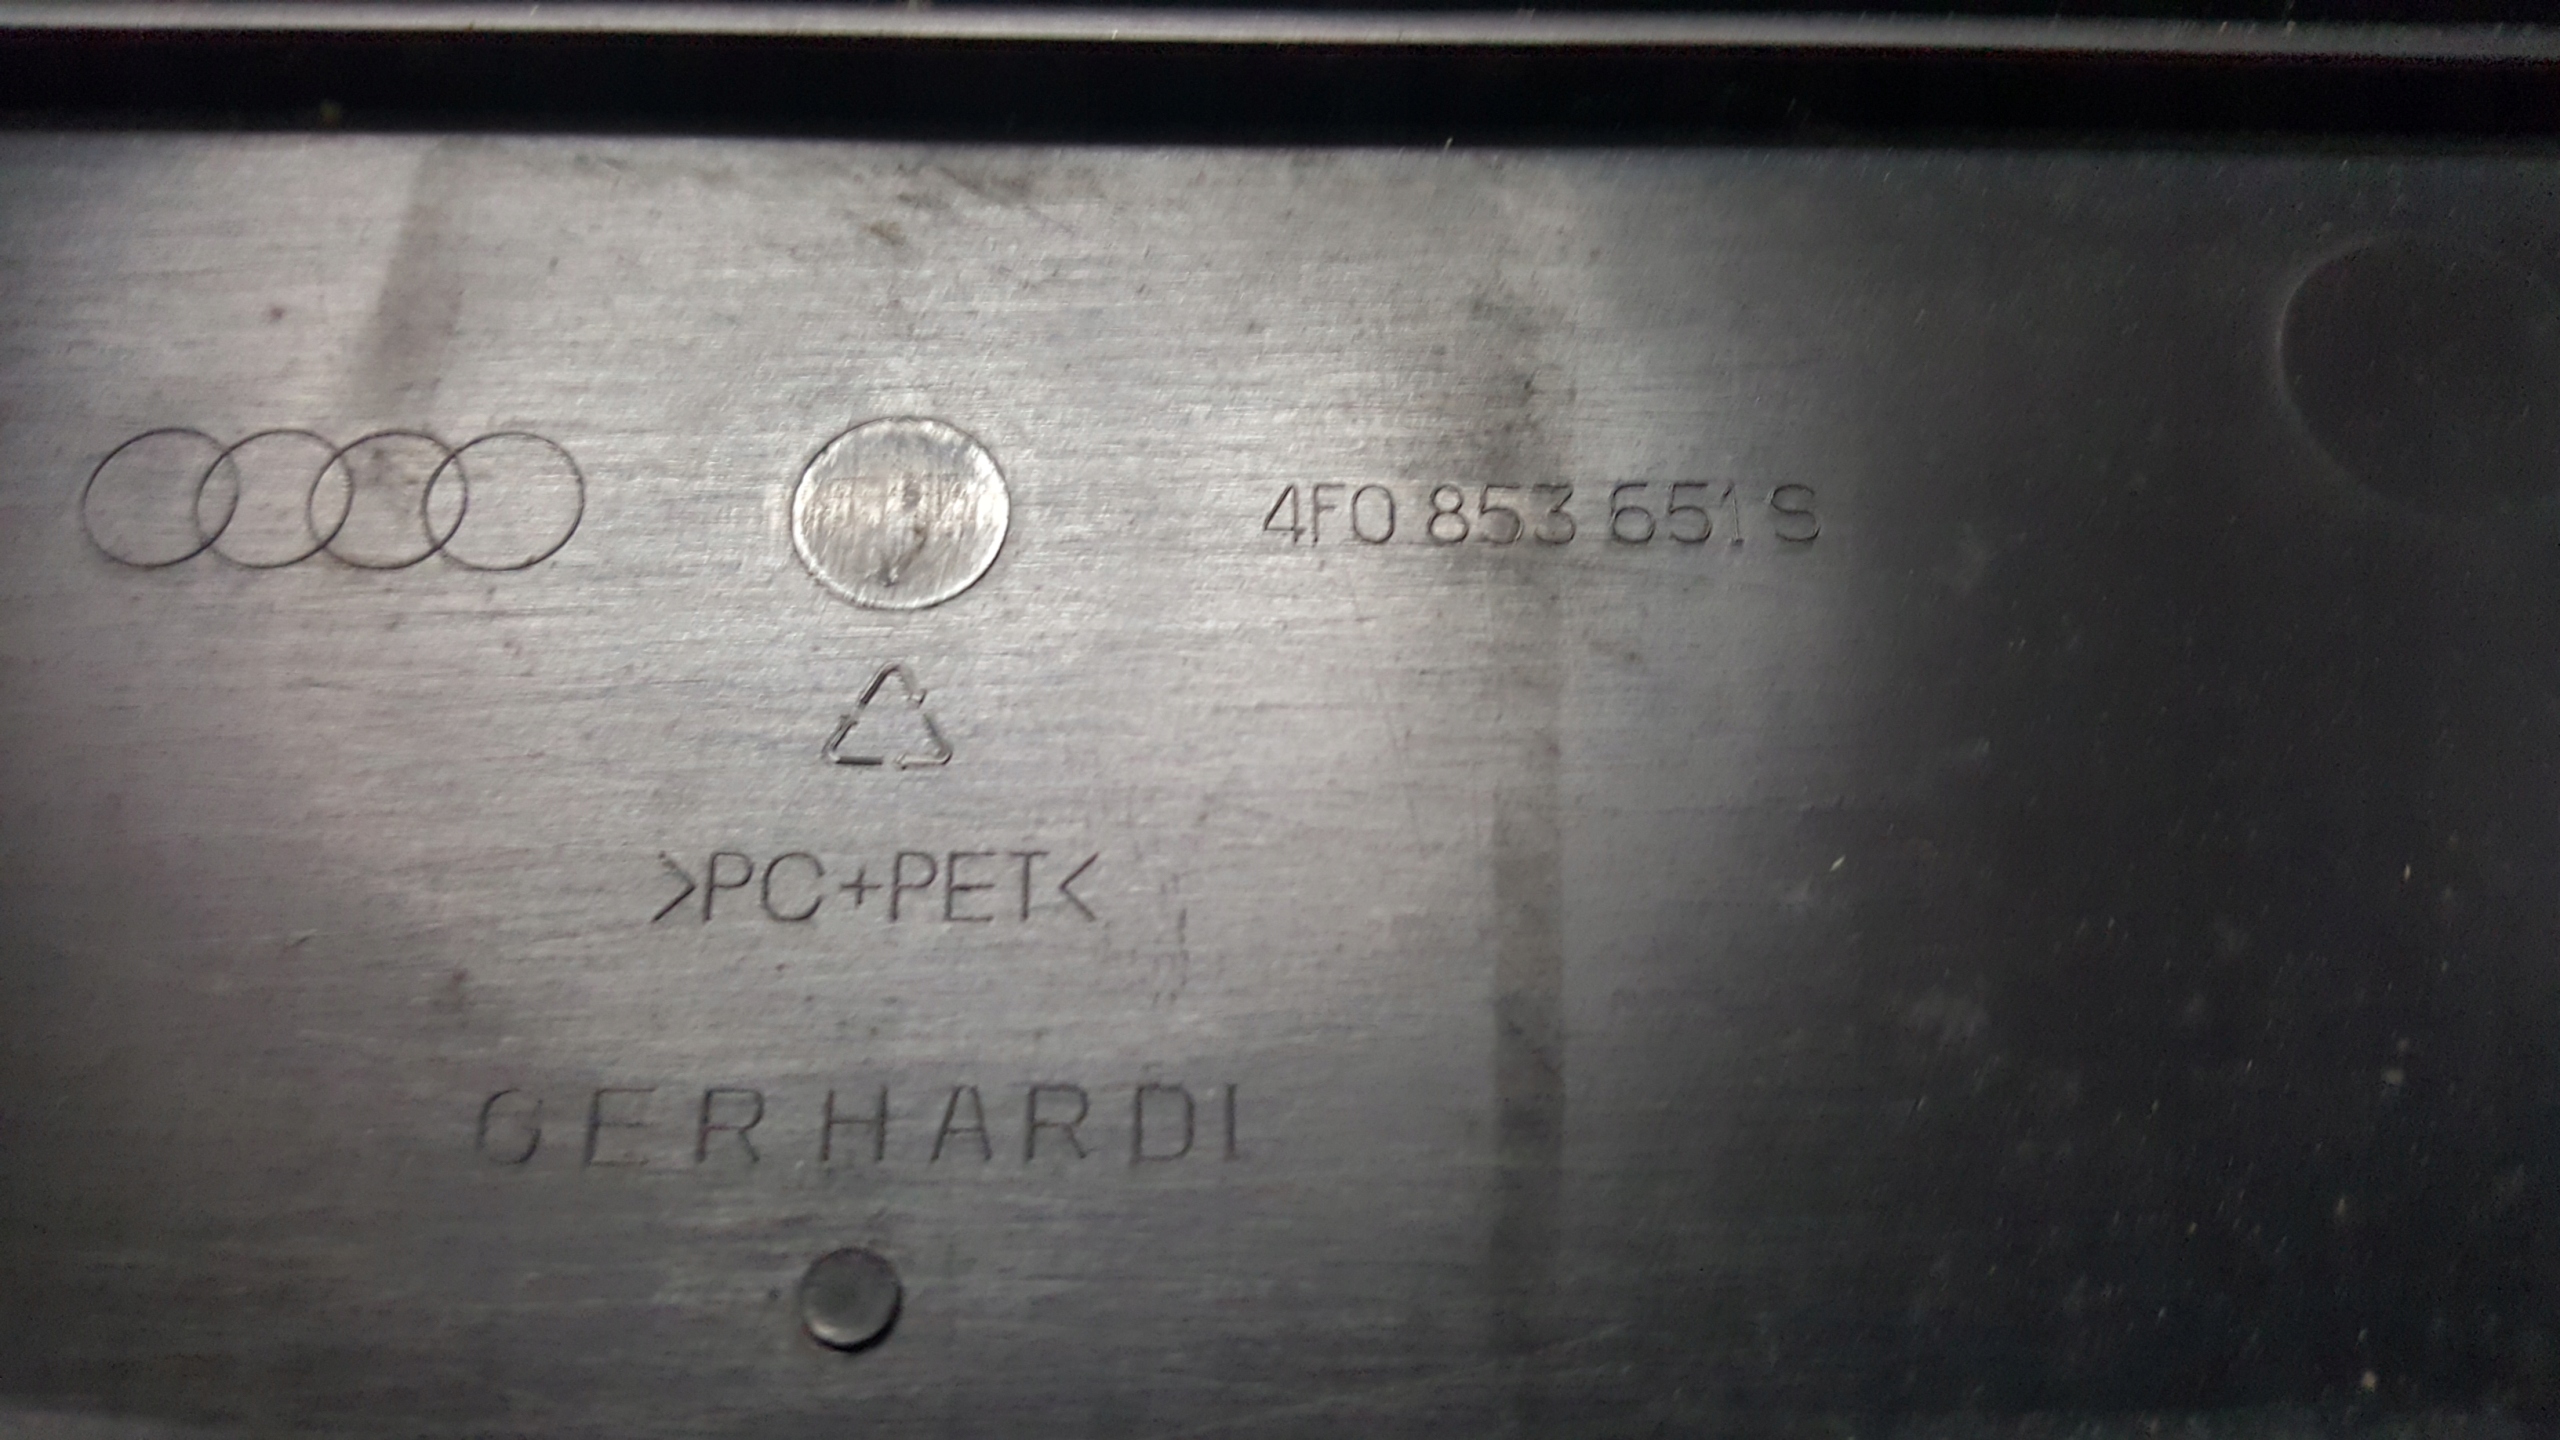 4F0 853 651 S
>PC+PET<
GERHARDI